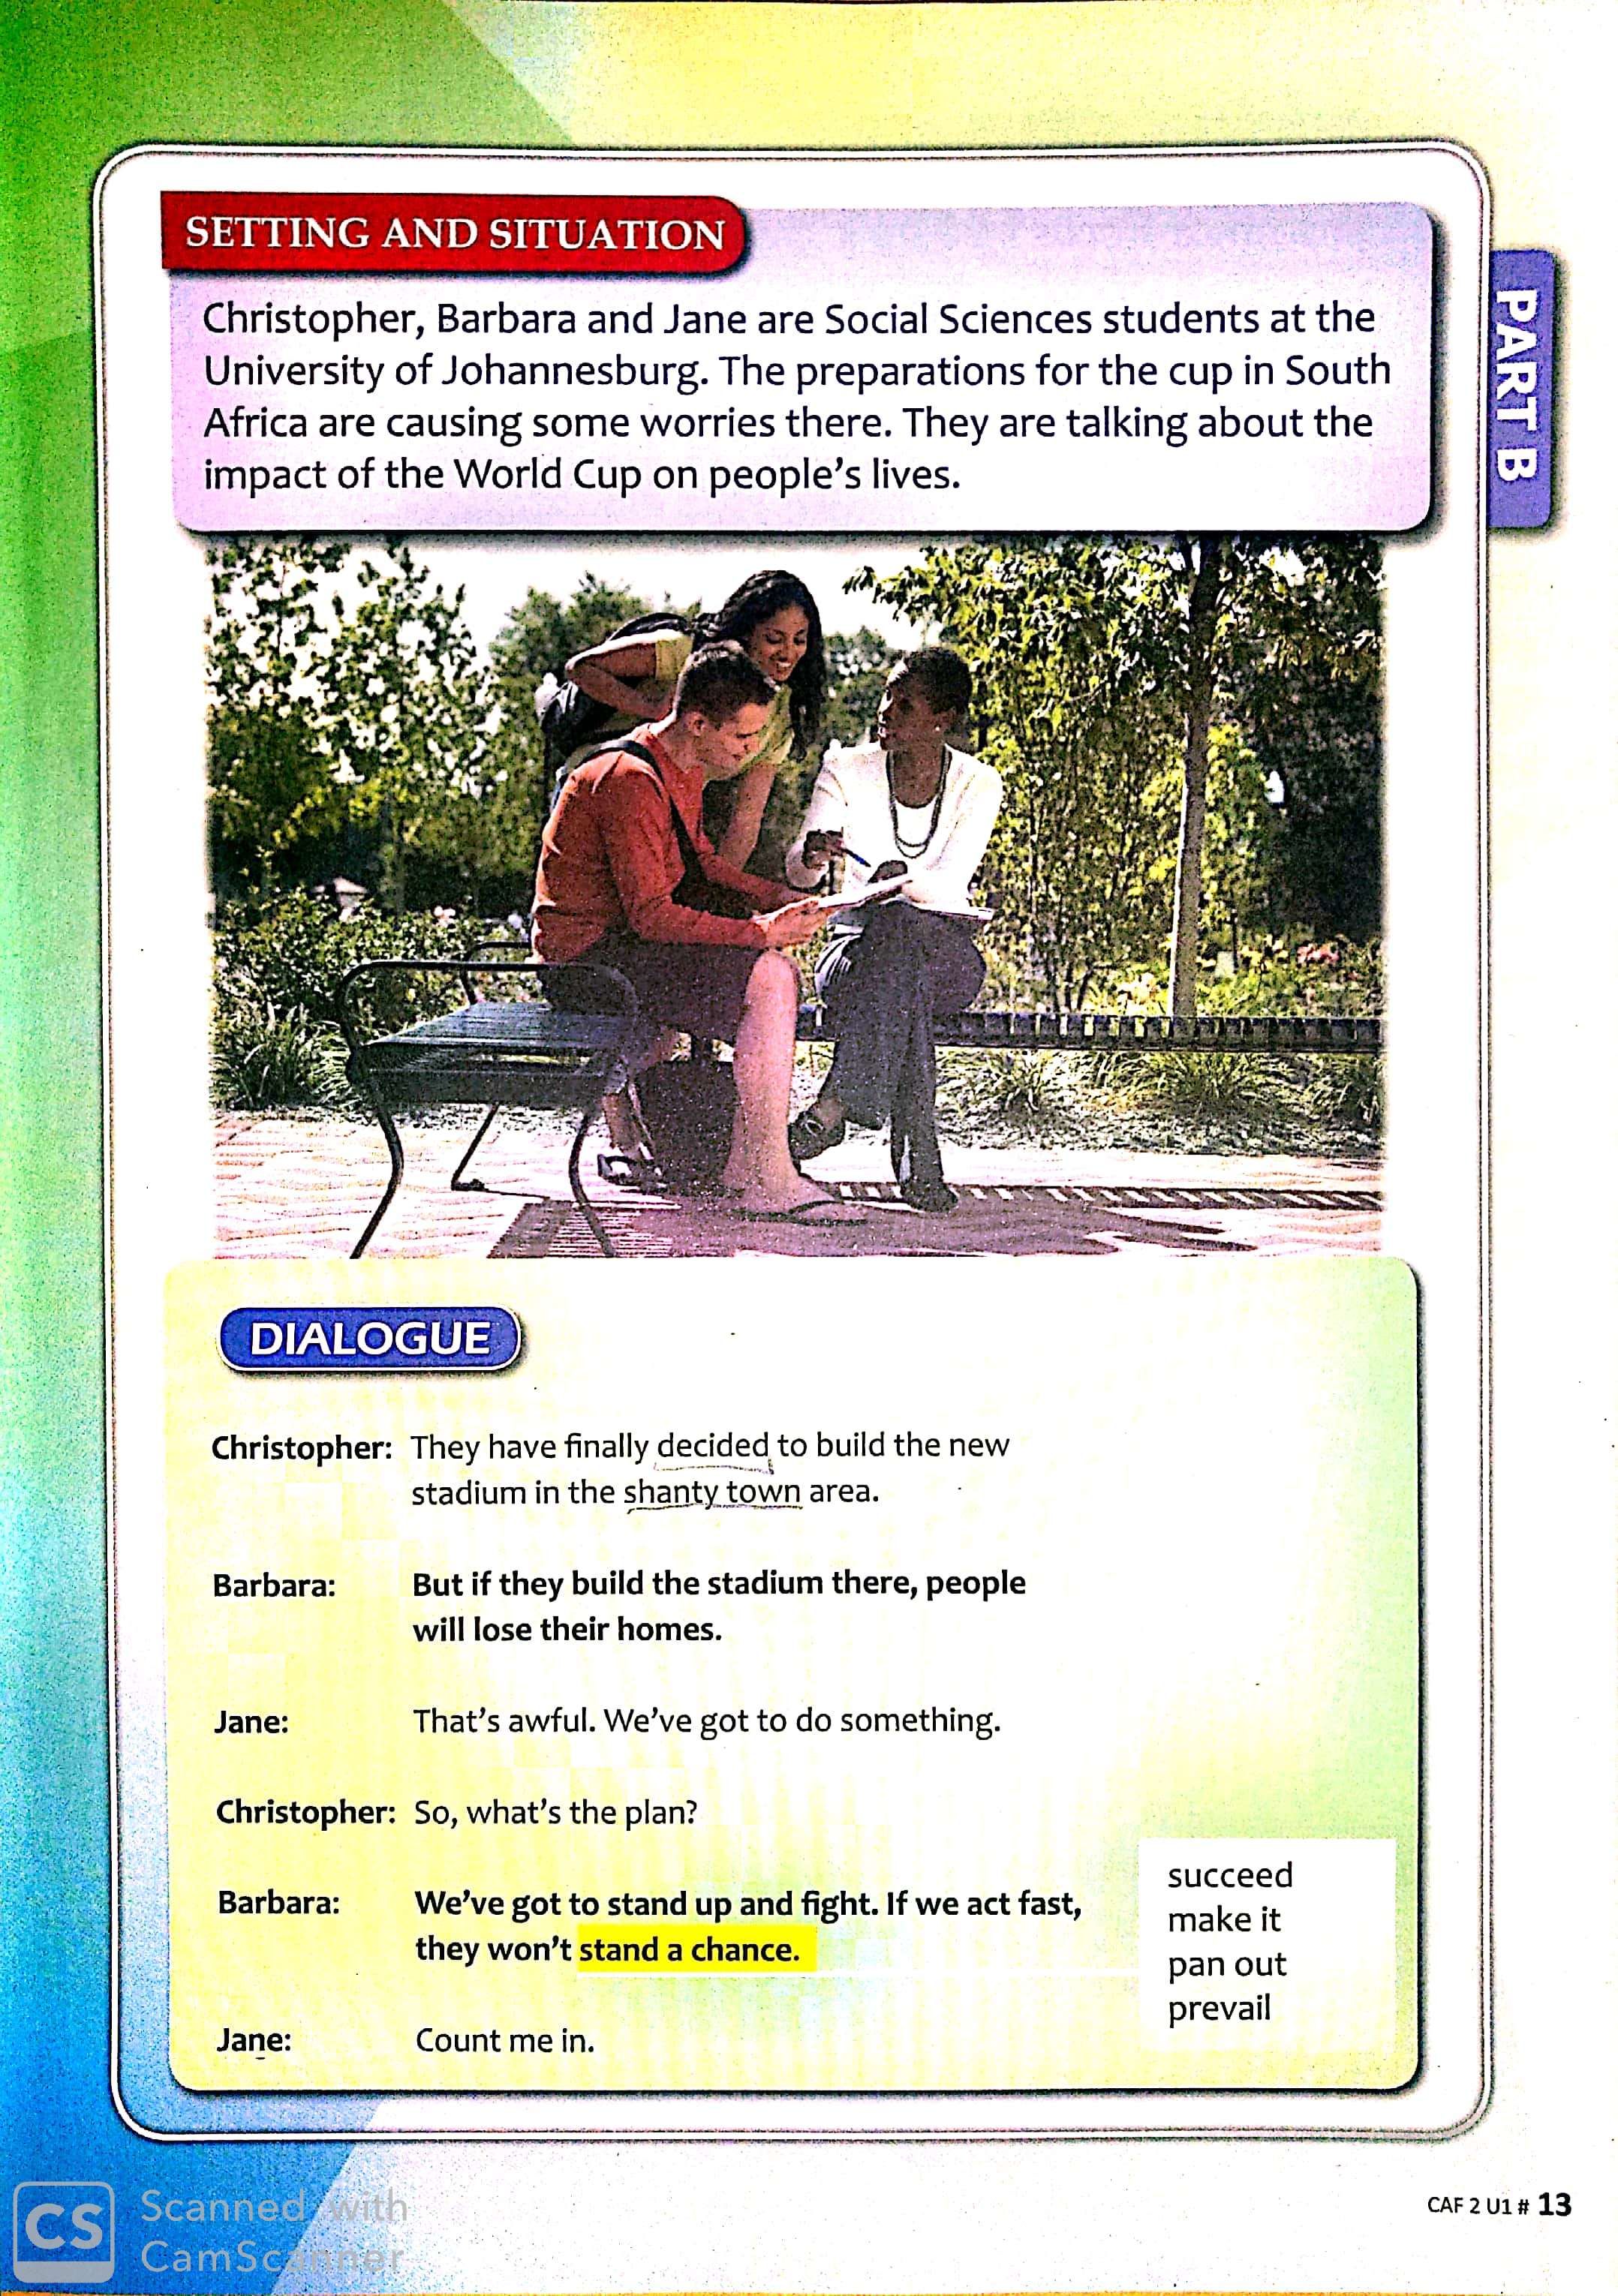 SETTING AND SITUATION
Christopher, Barbara and Jane are Social Sciences students at the
University of Johannesburg. The preparations for the cup in South
Africa are causing some worries there. They are talking about the
impact of the World Cup on people's lives.
PART B
DIALOGUE
Christopher: They have finally decided to build the new
stadium in the shanty town area.
Barbara: But if they build the stadium there, people
will lose their homes.
Jane: That's awful. We've got to do something.
Christopher: So, what's the plan?
Barbara: We've got to stand up and fight. If we act fast,
they won't stand a chance.
succeed
make it
pan out
prevail
Jane: Count me in.
CAF 2 U1 # 13
CS Scanned with
CamScanner